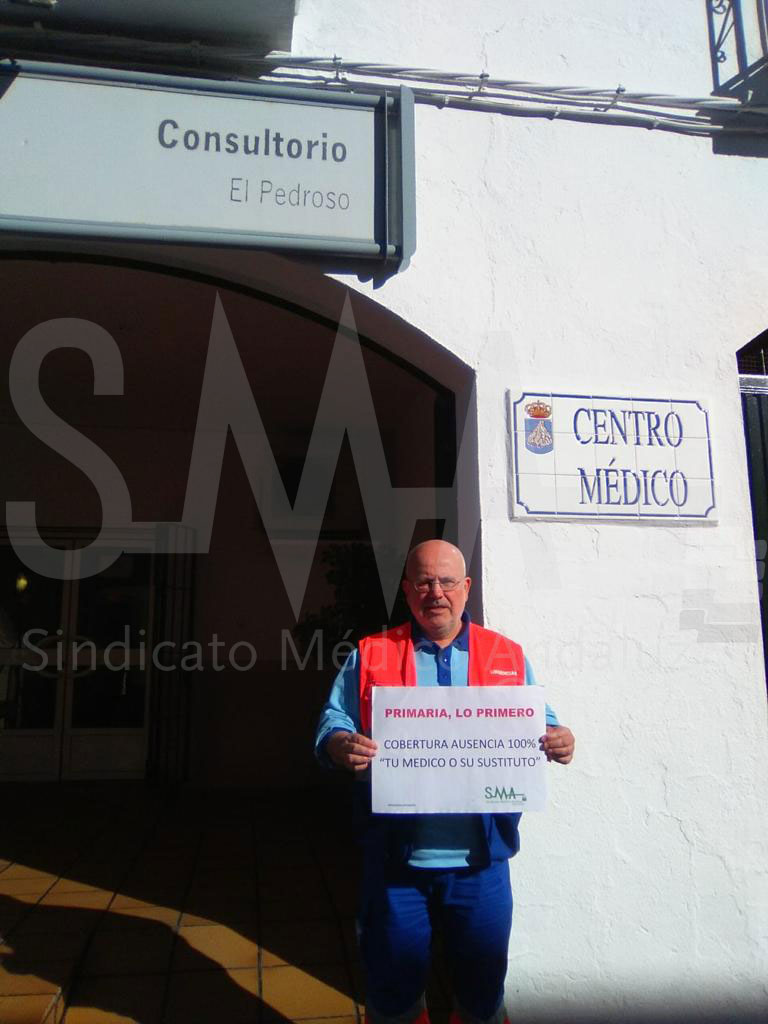 Consultorio
El Pedroso
CENTRO
MÉDICO
SMA
Sindicato Médico Andaluz
PRIMARIA, LO PRIMERO
COBERTURA AUSENCIA 100%
"TU MEDICO O SU SUSTITUTO"
SMA